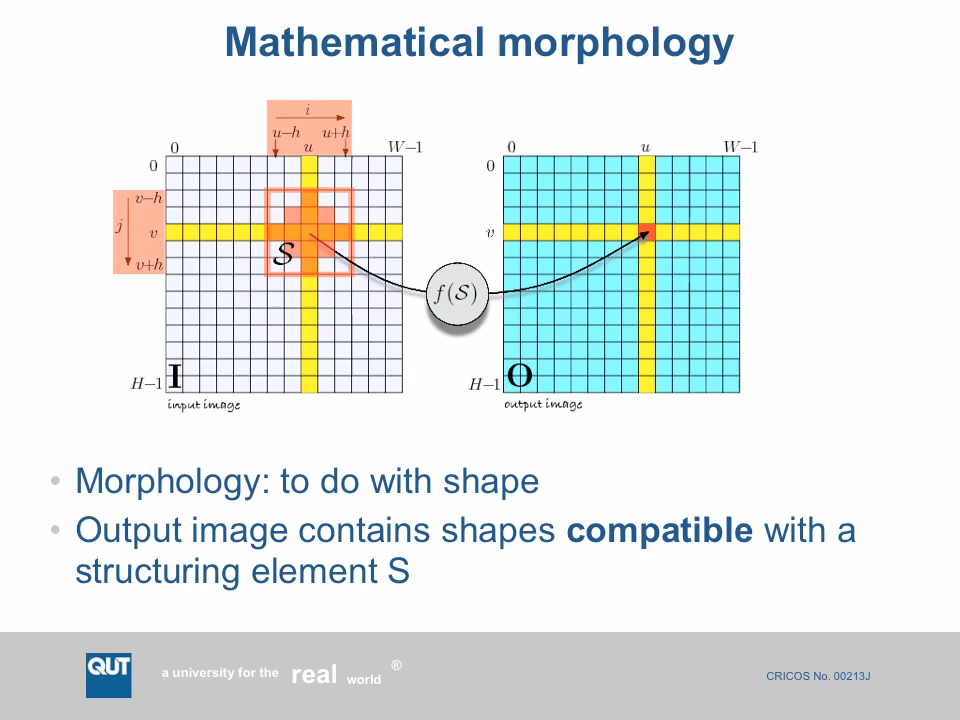 Mathematical morphology
i
u−h u+h
0 u W−1
0
v−h
j v
v+h
S
H−1 I
input image
f(S)
0 u W−1
0
v
H−1 O
output image
• Morphology: to do with shape
• Output image contains shapes compatible with a
structuring element S
QUT a university for the real world ®
CRICOS No. 00213J